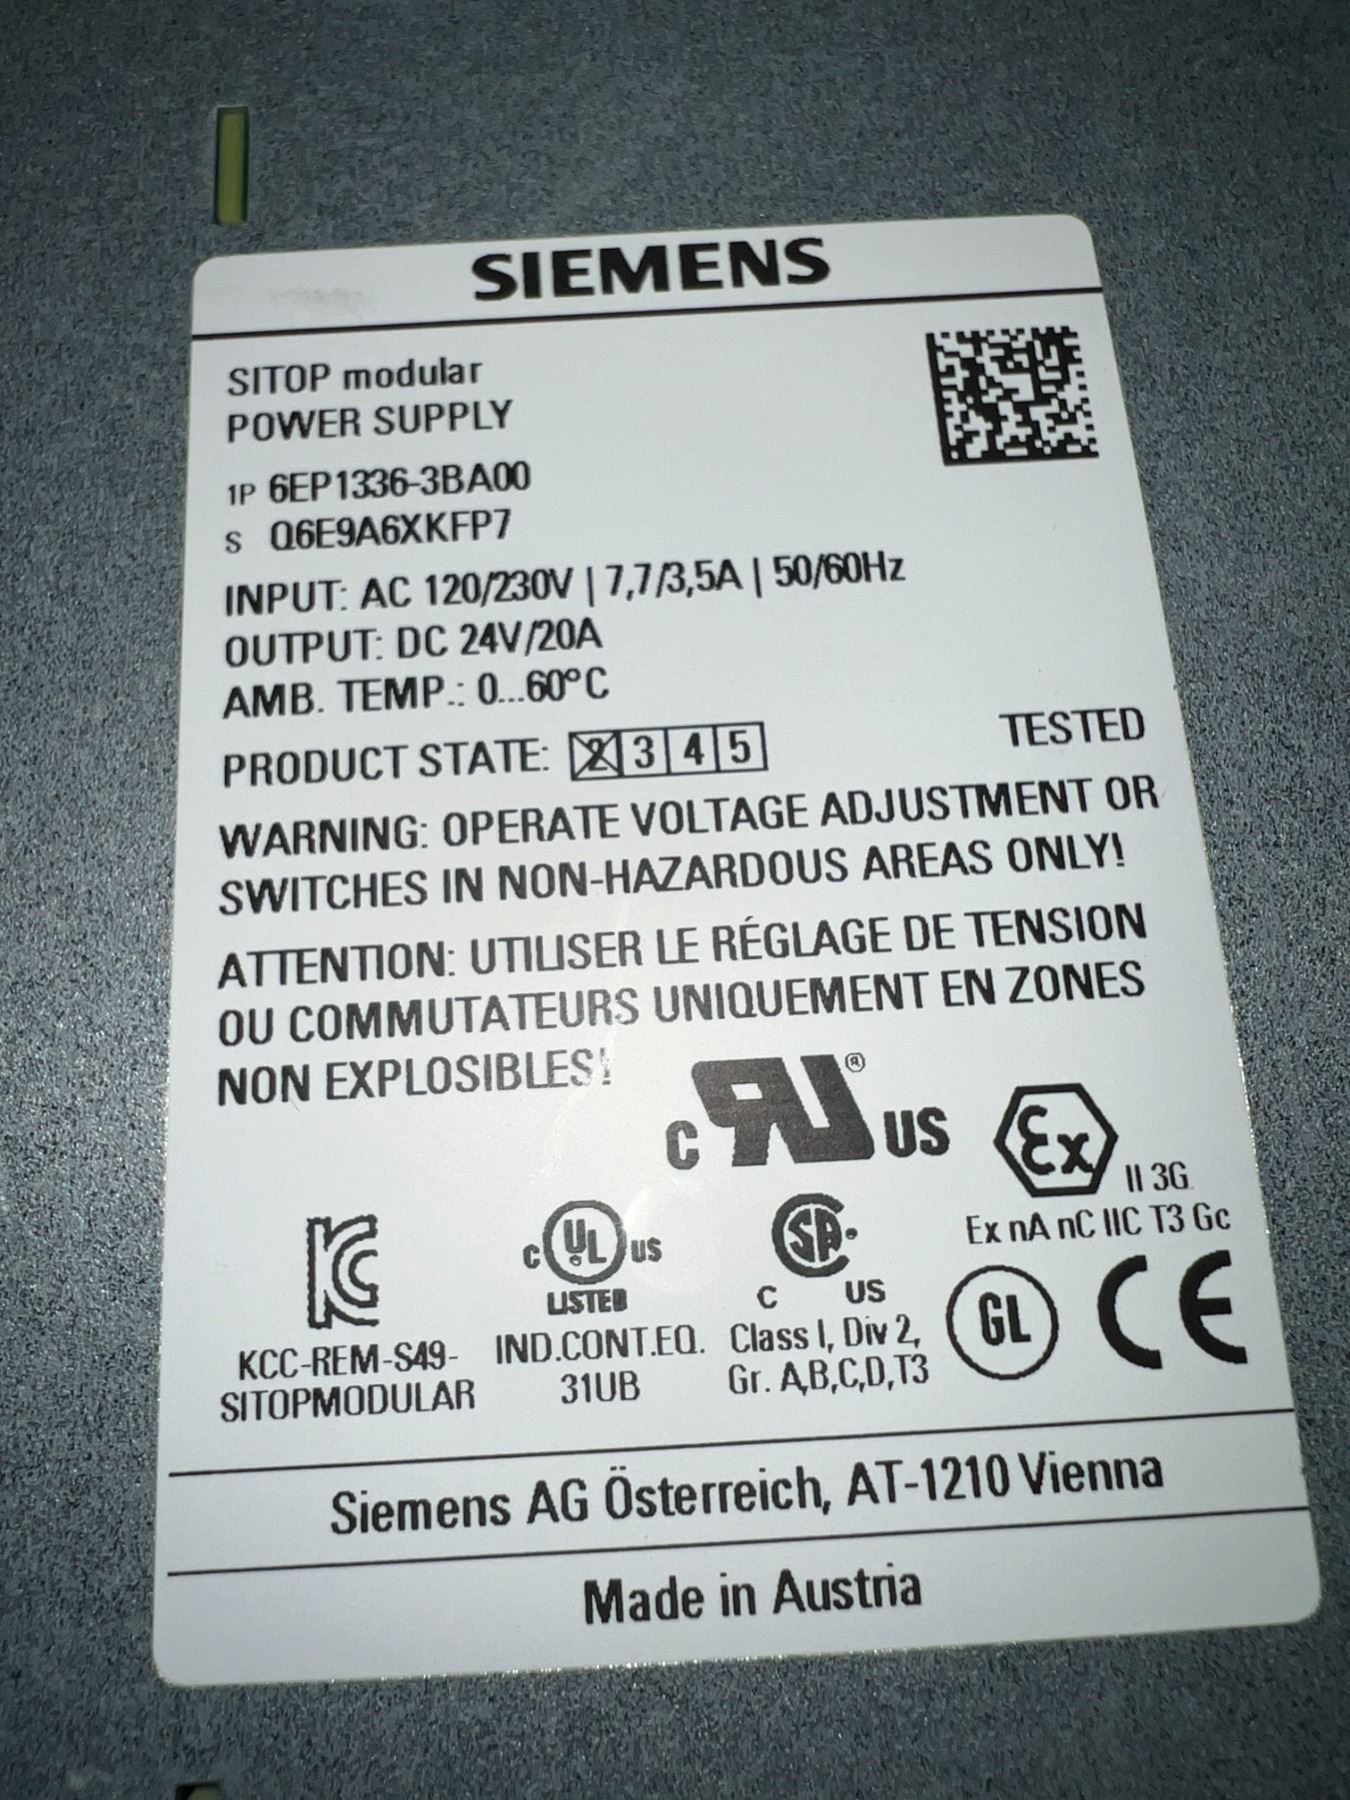 SIEMENS
SITOP modular
POWER SUPPLY
1P 6EP1336-3BA00
S Q6E9A6XKFP7
INPUT: AC 120/230V | 7,7/3,5A | 50/60Hz
OUTPUT: DC 24V/20A
AMB. TEMP.: 0...60°C
PRODUCT STATE: 2 3 4 5 TESTED
WARNING: OPERATE VOLTAGE ADJUSTMENT OR
SWITCHES IN NON-HAZARDOUS AREAS ONLY!
ATTENTION: UTILISER LE RÉGLAGE DE TENSION
OU COMMUTATEURS UNIQUEMENT EN ZONES
NON EXPLOSIBLES!
c RU ® US
Ex II 3G
Ex nA nC IIC T3 Gc
KC
KCC-REM-S49-
SITOPMODULAR
c UL us
LISTED
IND.CONT.EQ.
31UB
SA
C US
Class I, Div 2,
Gr. A,B,C,D,T3
GL
CE
Siemens AG Österreich, AT-1210 Vienna
Made in Austria